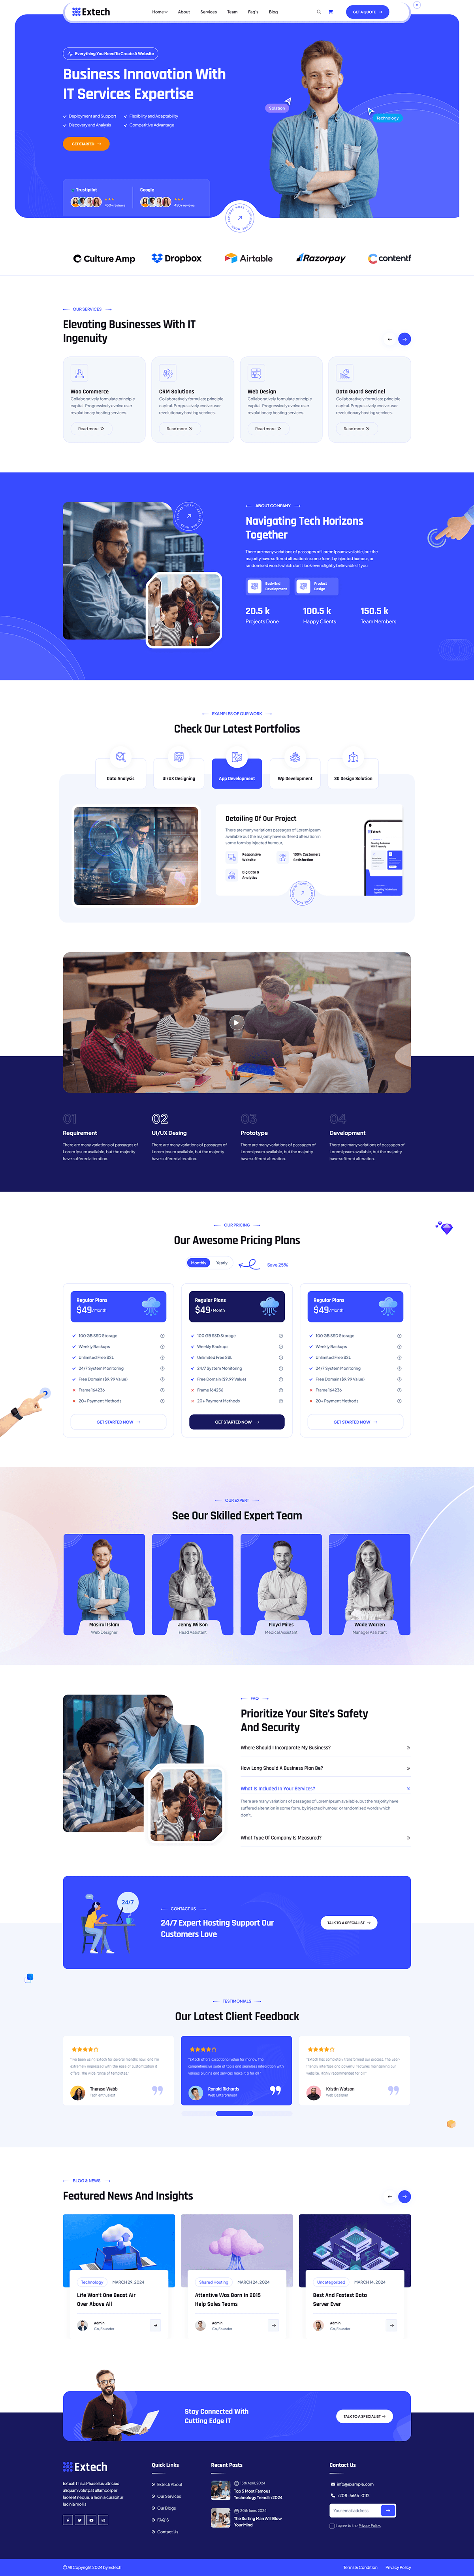 Extech
Home
About
Services
Team
Faq's
Blog
GET A QUOTE
Everything You Need To Create A Website
Business Innovation With
IT Services Expertise
Deployment and Support
Flexibility and Adaptability
Discovery and Analysis
Competitive Advantage
GET STARTED
Technology
Trustpilot
Google
Culture Amp
Dropbox
Airtable
Razorpay
contentf
OUR SERVICES
Elevating Businesses With IT
Ingenuity
Woo Commerce
Collaboratively formulate principle
capital. Progressively evolve user
revolutionary hosting services.
Read more
CRM Solutions
Collaboratively formulate principle
capital. Progressively evolve user
revolutionary hosting services.
Read more
Web Design
Collaboratively formulate principle
capital. Progressively evolve user
revolutionary hosting services.
Read more
Data Guard Sentinel
Collaboratively formulate principle
capital. Progressively evolve user
revolutionary hosting services.
Read more
ABOUT COMPANY
Navigating Tech Horizons
Together
There are many variations of passages of Lorem Ipsum available, but the
majority have suffered alteration in some form, by injected humour, or
randomised words which don't look even slightly believable. If you
Back-End
Development
Product
Design
20.5 k
Projects Done
100.5 k
Happy Clients
150.5 k
Team Members
EXAMPLES OF OUR WORK
Check Our Latest Portfolios
Data Analysis
UI/UX Designing
App Development
Wp Development
3D Design Solution
Detailing Of Our Project
There are many variations of passages of Lorem Ipsum
available, but the majority have suffered alteration in
some form by injected humour.
Responsive
Website
100% Customers
Satisfaction
Big Data &
Analytics
01
Requirement
There are many variations of passages of
Lorem Ipsum available, but the majority
have suffered alteration.
02
UI/UX Desing
There are many variations of passages of
Lorem Ipsum available, but the majority
have suffered alteration.
03
Prototype
There are many variations of passages of
Lorem Ipsum available, but the majority
have suffered alteration.
04
Development
There are many variations of passages of
Lorem Ipsum available, but the majority
have suffered alteration.
OUR PRICING
Our Awesome Pricing Plans
Monthly
Yearly
Save 25%
Regular Plans
$49/Month
100 GB SSD Storage
Weekly Backups
Unlimited Free SSL
24/7 System Monitoring
Free Domain ($9.99 Value)
Frame 164236
20+ Payment Methods
GET STARTED NOW
Regular Plans
$49/Month
100 GB SSD Storage
Weekly Backups
Unlimited Free SSL
24/7 System Monitoring
Free Domain ($9.99 Value)
Frame 164236
20+ Payment Methods
GET STARTED NOW
Regular Plans
$49/Month
100 GB SSD Storage
Weekly Backups
Unlimited Free SSL
24/7 System Monitoring
Free Domain ($9.99 Value)
Frame 164236
20+ Payment Methods
GET STARTED NOW
OUR EXPERT
See Our Skilled Expert Team
Masirul Islam
Web Designer
Jenny Wilson
Head Assistant
Floyd Miles
Medical Assistant
Wade Warren
Manager Assistant
FAQ
Prioritize Your Site's Safety
And Security
Where Should I Incorporate My Business?
How Long Should A Business Plan Be?
What Is Included In Your Services?
There are many variations of passages of Lorem Ipsum available, but the majority have suffered
alteration in some form, by injected humour, or randomised words which
don't.
What Type Of Company Is Measured?
24/7
CONTACT US
24/7 Expert Hosting Support Our
Customers Love
TALK TO A SPECIALIST
TESTIMONIALS
Our Latest Client Feedback
Theresa Webb
Ronald Richards
Kristin Watson
BLOG & NEWS
Featured News And Insights
Technology
MARCH 29, 2024
Life Won't One Beast Air
Over Above All
Admin
Co. Founder
Shared Hosting
MARCH 24, 2024
Attentive Was Born In 2015
Help Sales Teams
Admin
Co. Founder
Uncategorized
MARCH 14, 2024
Best And Fastest Data
Server Ever
Admin
Co. Founder
Stay Connected With
Cutting Edge IT
TALK TO A SPECIALIST
Extech
Quick Links
Extech About
Our Services
Our Blogs
FAQ'S
Contact Us
Recent Posts
Top 5 Most Famous
Technology Trend In 2024
The Surfing Man Will Blow
Your Mind
Contact Us
info@example.com
+208-6666-0112
Your email address
I agree to the Privacy Policy.
© All Copyright 2024 by Extech
Terms & Condition
Privacy Policy